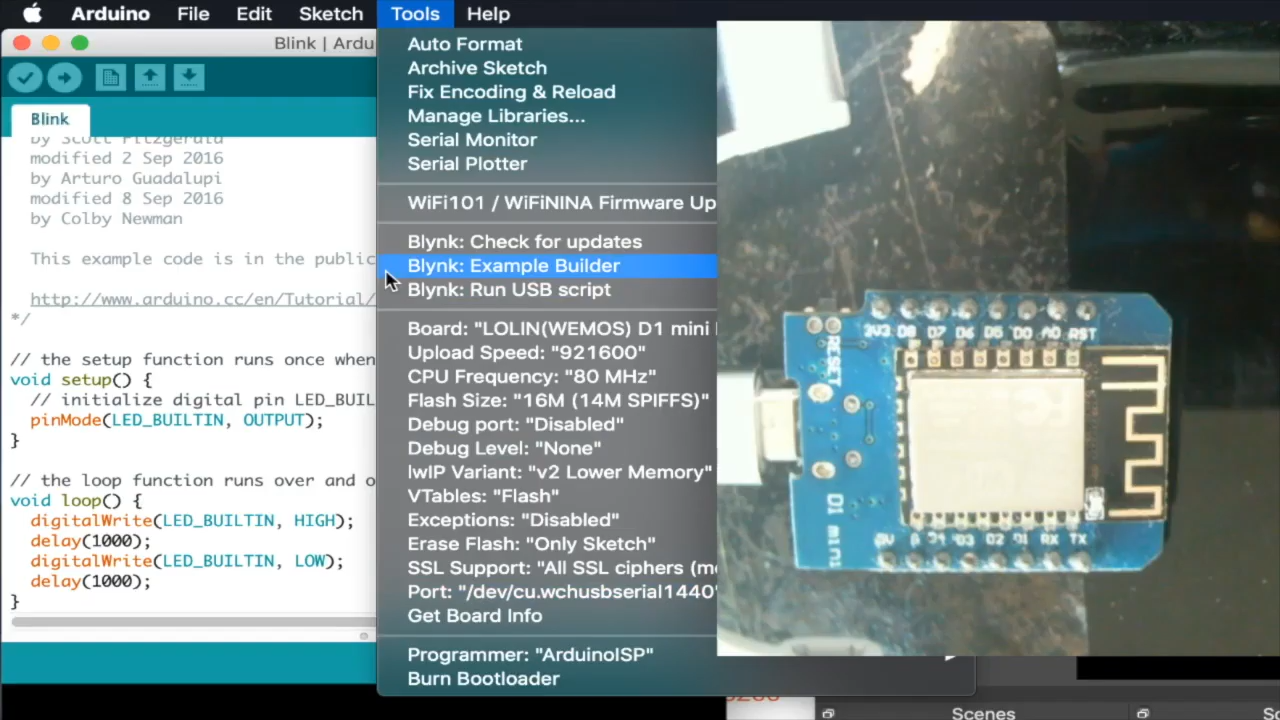 Arduino File Edit Sketch Tools Help
Blink | Ardu
Blink
by Scott Fitzgerald
modified 2 Sep 2016
by Arturo Guadalupi
modified 8 Sep 2016
by Colby Newman
This example code is in the public
http://www.arduino.cc/en/Tutorial/
*/
// the setup function runs once when
void setup() {
// initialize digital pin LED_BUIL
pinMode(LED_BUILTIN, OUTPUT);
}
// the loop function runs over and o
void loop() {
digitalWrite(LED_BUILTIN, HIGH);
delay(1000);
digitalWrite(LED_BUILTIN, LOW);
delay(1000);
}
Auto Format
Archive Sketch
Fix Encoding & Reload
Manage Libraries...
Serial Monitor
Serial Plotter
WiFi101 / WiFiNINA Firmware Up
Blynk: Check for updates
Blynk: Example Builder
Blynk: Run USB script
Board: "LOLIN(WEMOS) D1 mini
Upload Speed: "921600"
CPU Frequency: "80 MHz"
Flash Size: "16M (14M SPIFFS)"
Debug port: "Disabled"
Debug Level: "None"
lwIP Variant: "v2 Lower Memory"
VTables: "Flash"
Exceptions: "Disabled"
Erase Flash: "Only Sketch"
SSL Support: "All SSL ciphers (m
Port: "/dev/cu.wchusbserial1440"
Get Board Info
Programmer: "ArduinoISP"
Burn Bootloader
3V3 D8 D7 D6 D5 D0 A0 RST
RESET
D1 mini
5V G D4 D3 D2 D1 RX TX
Scenes